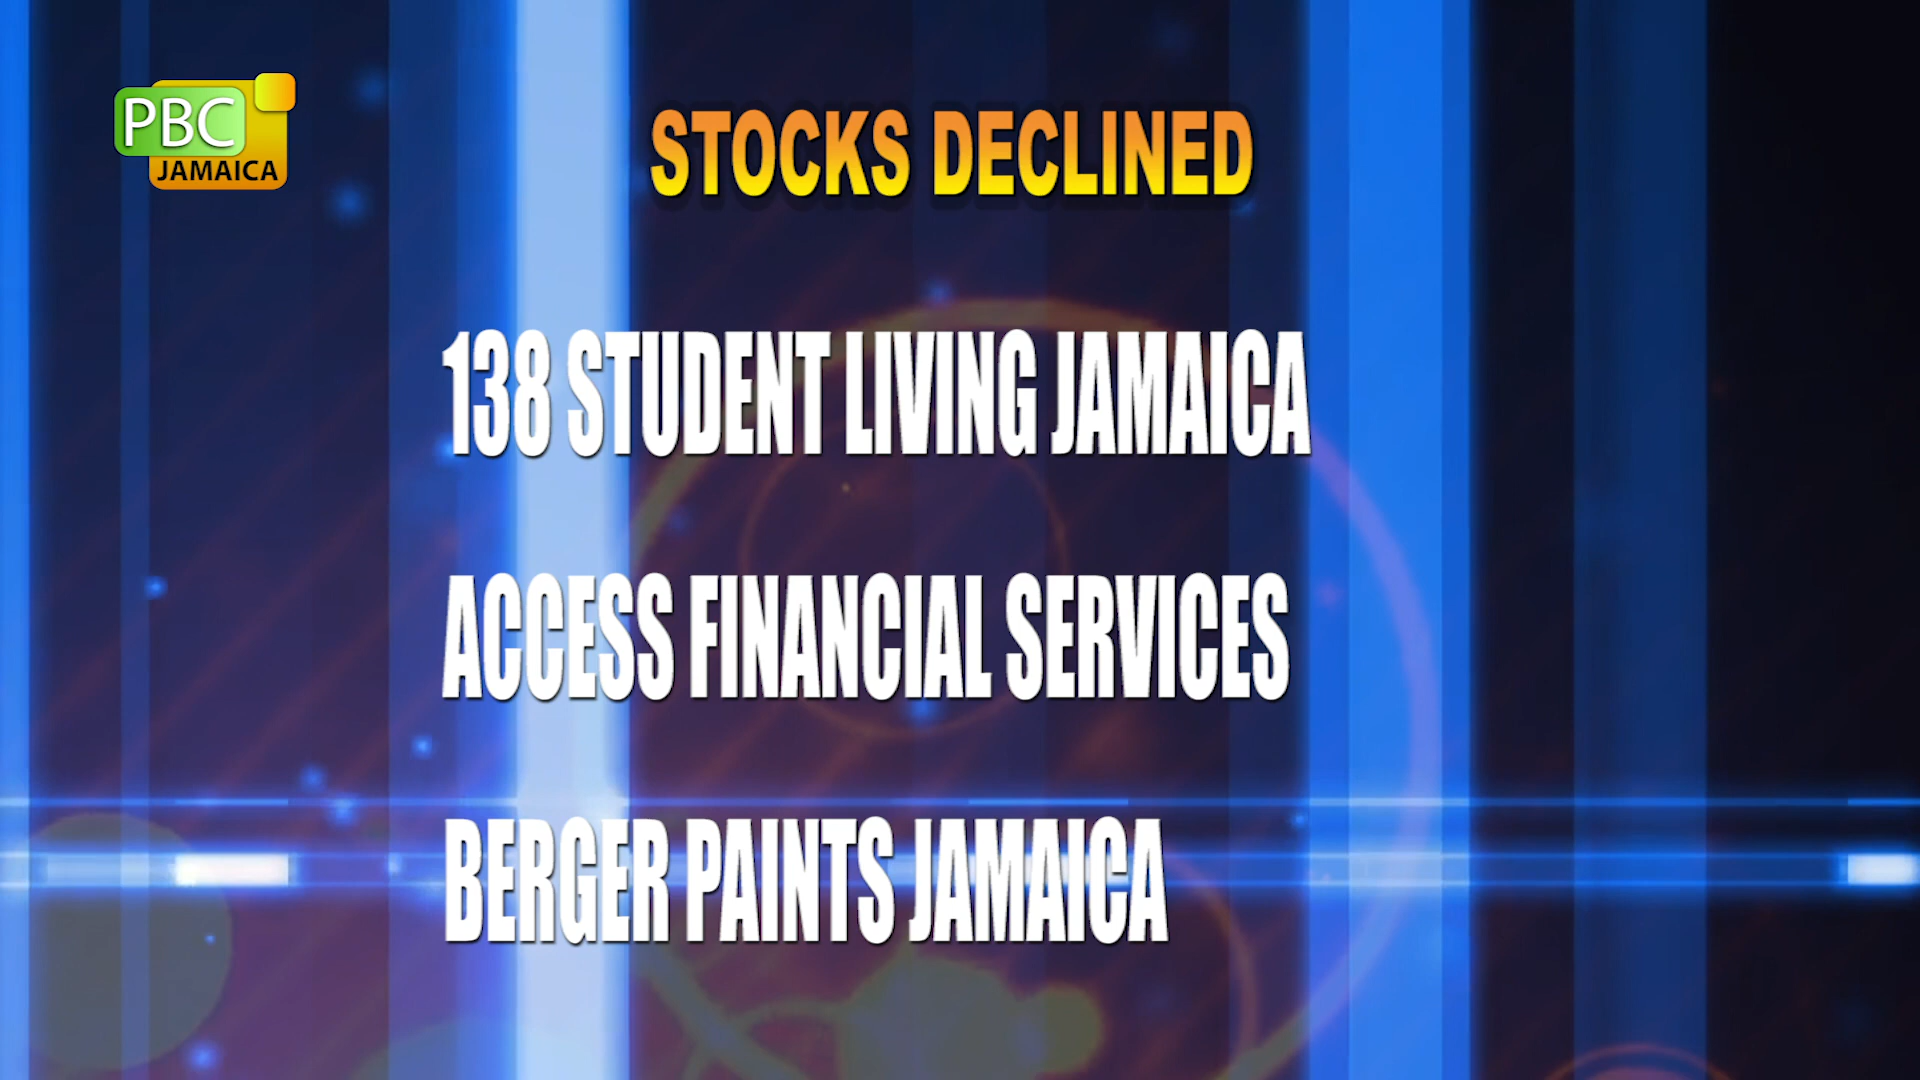 PBC
JAMAICA
STOCKS DECLINED
138 STUDENT LIVING JAMAICA
ACCESS FINANCIAL SERVICES
BERGER PAINTS JAMAICA